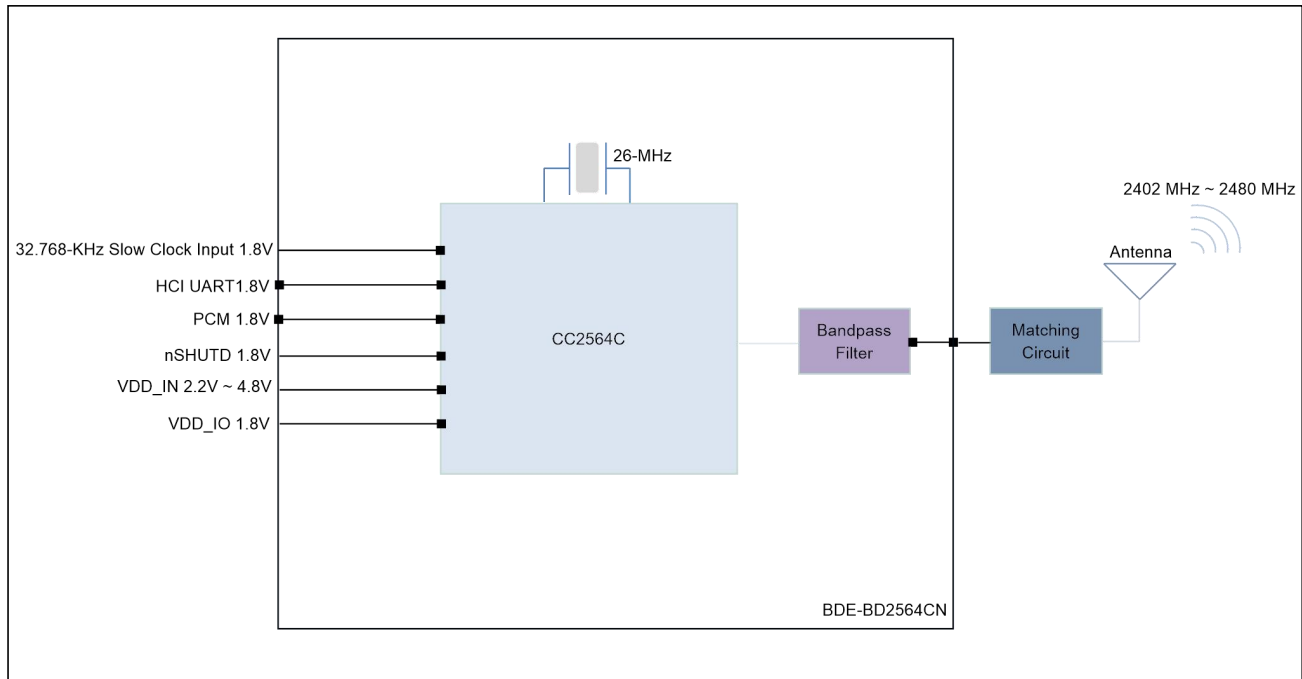 26-MHz
2402 MHz ~ 2480 MHz
32.768-KHz Slow Clock Input 1.8V
Antenna
HCI UART1.8V
PCM 1.8V
CC2564C
Bandpass
Filter
Matching
Circuit
nSHUTD 1.8V
VDD_IN 2.2V ~ 4.8V
VDD_IO 1.8V
BDE-BD2564CN